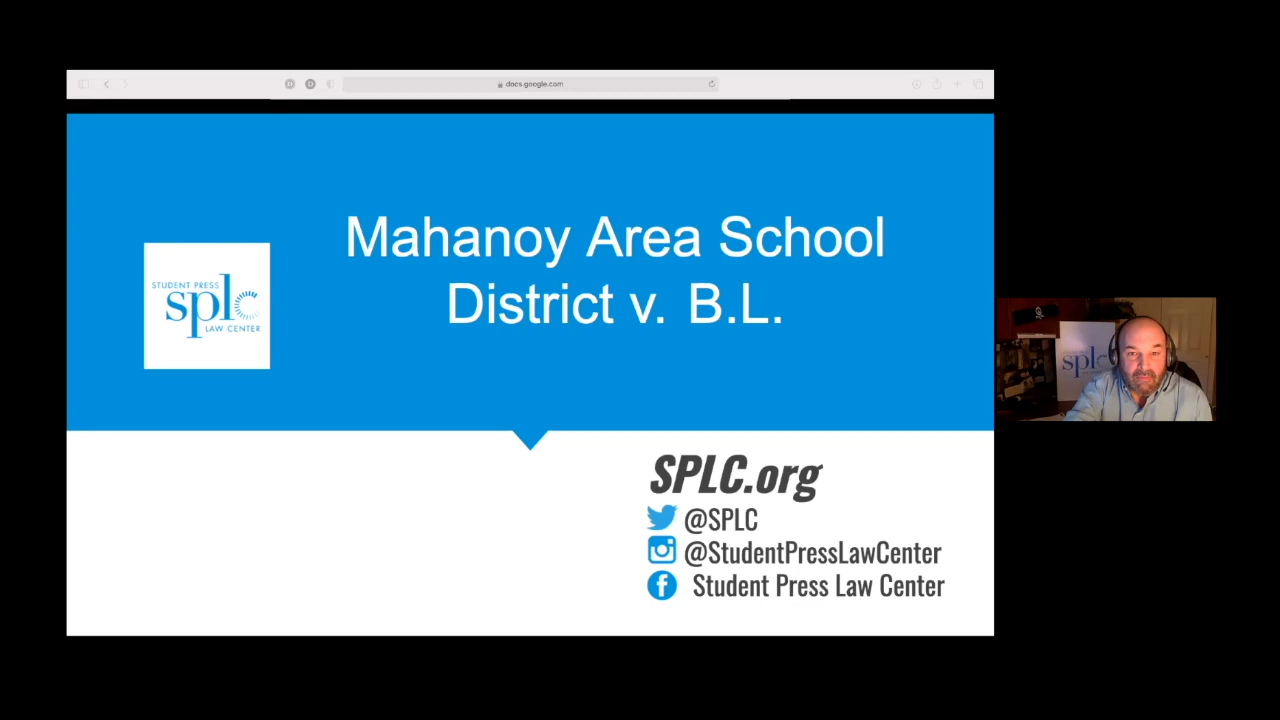 docs.google.com
Mahanoy Area School
District v. B.L.
STUDENT PRESS
splc
LAW CENTER
SPLC.org
@SPLC
@StudentPressLawCenter
Student Press Law Center
splc